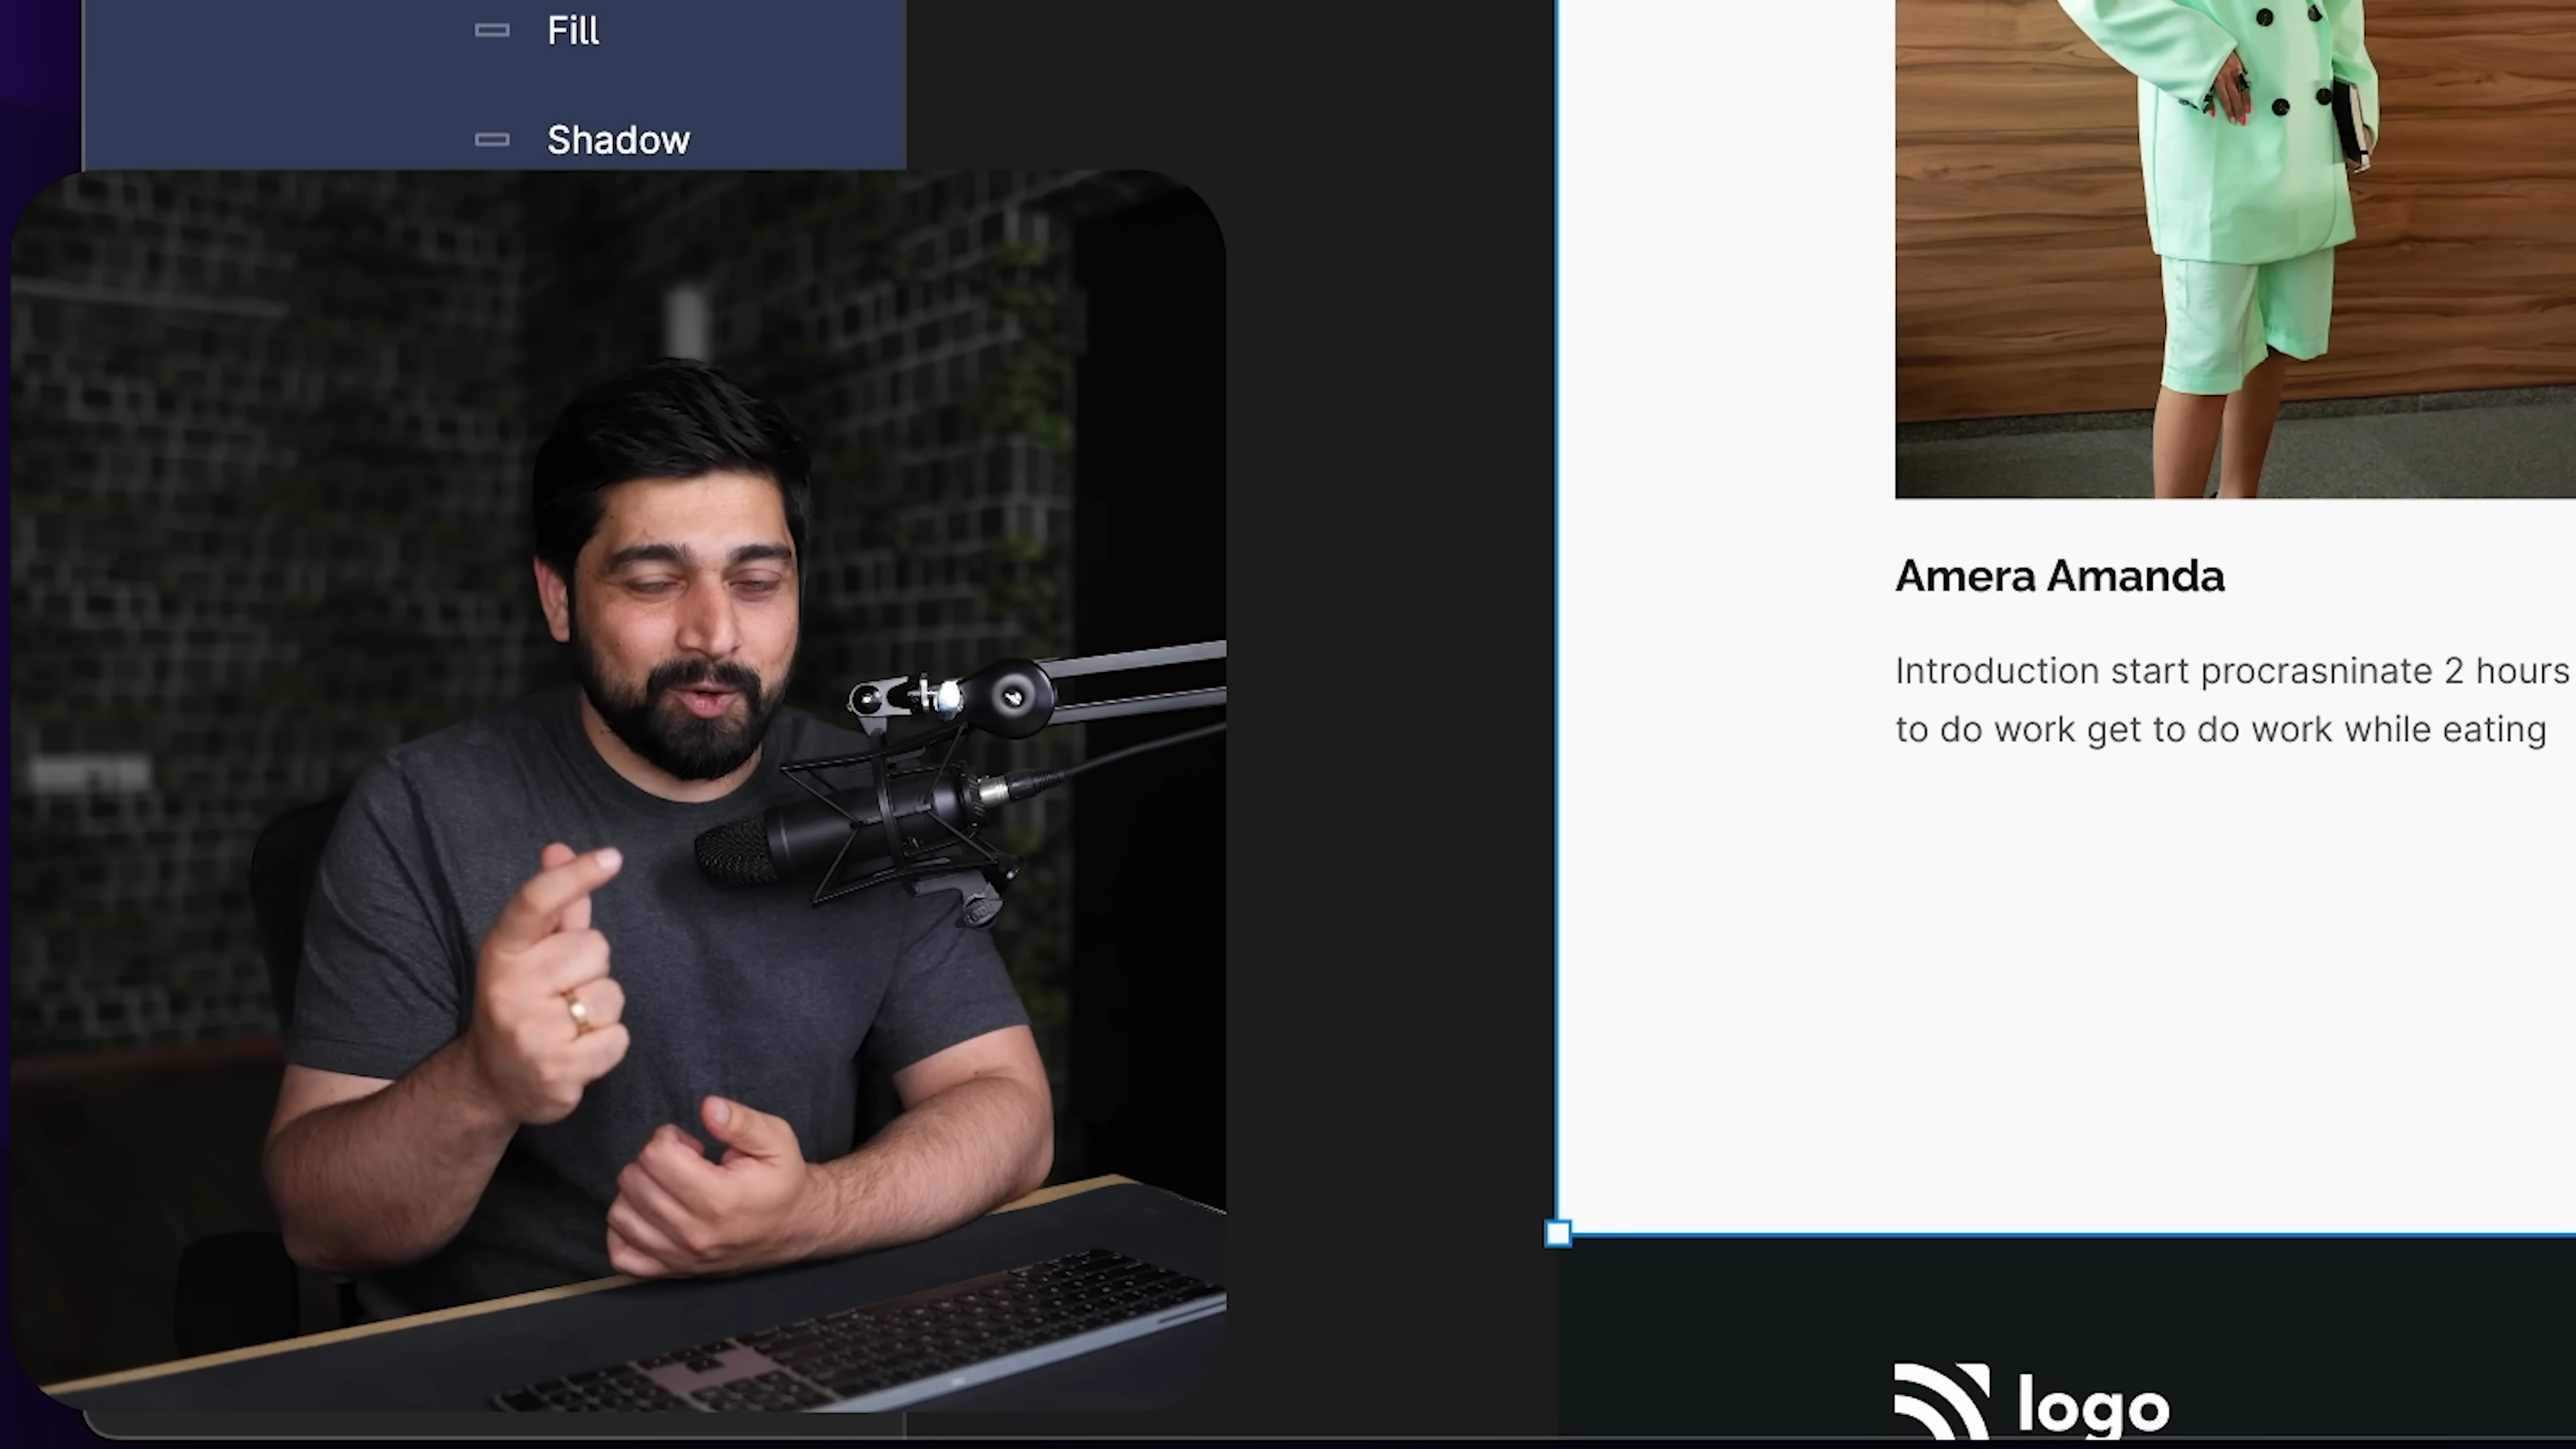 Fill
Shadow
Amera Amanda
Introduction start procrasninate 2 hours
to do work get to do work while eating
logo